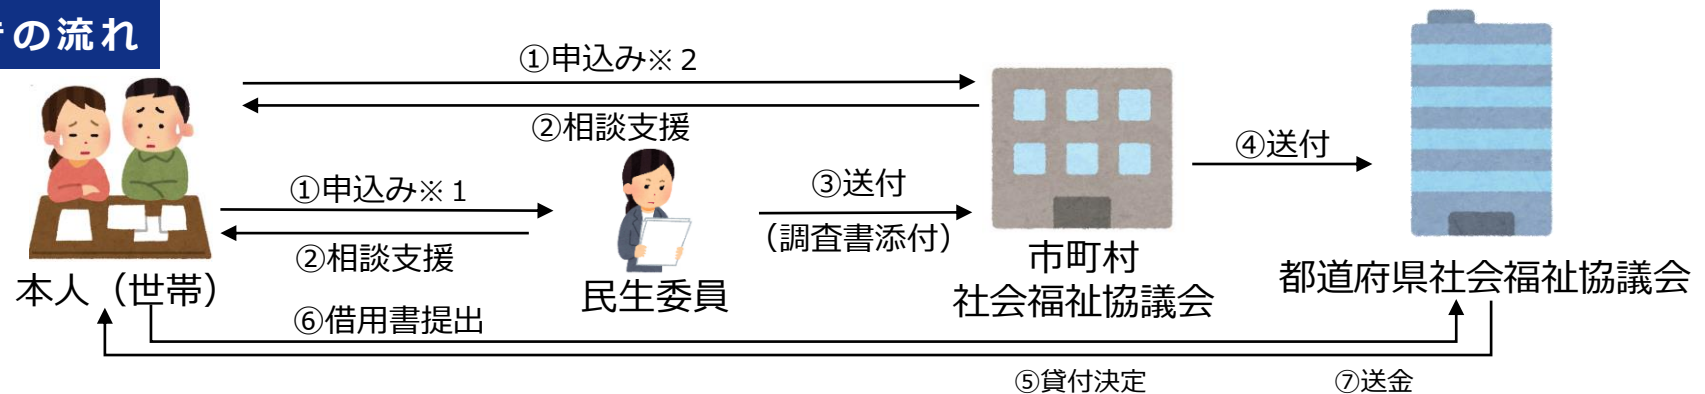 の流れ
①申込み※2
②相談支援
①申込み※1
②相談支援
③送付
（調査書添付）
④送付
本人（世帯）
民生委員
市町村
社会福祉協議会
都道府県社会福祉協議会
⑥借用書提出
⑤貸付決定
⑦送金